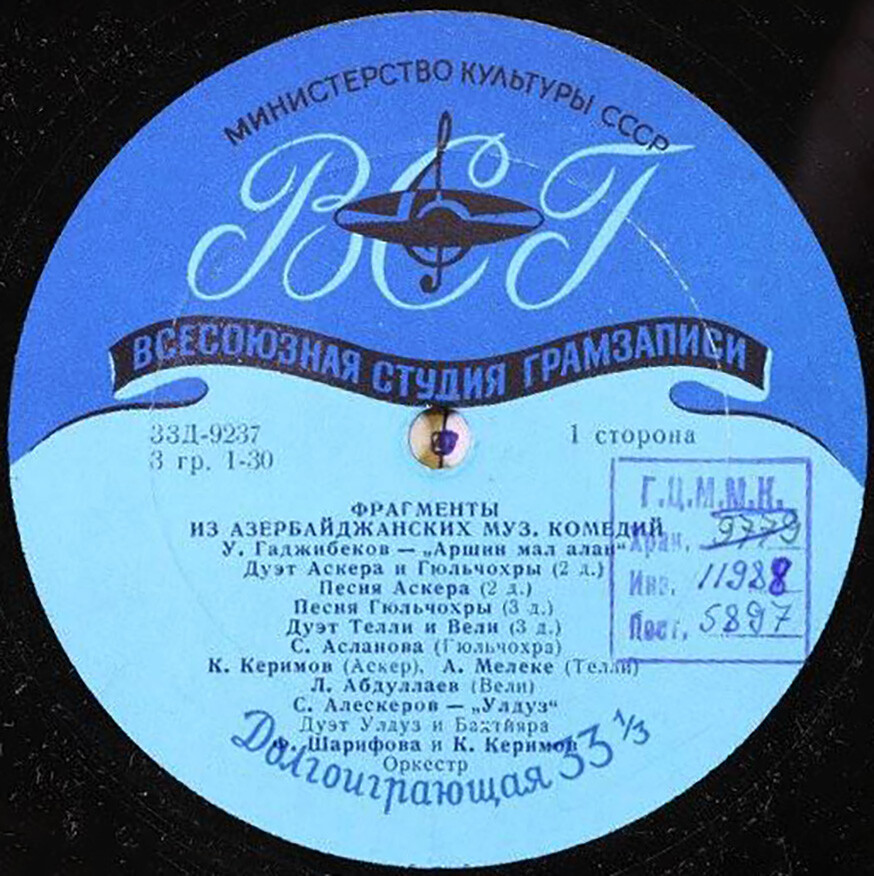 МИНИСТЕРСТВО КУЛЬТУРЫ СССР
ВСГ
ВСЕСОЮЗНАЯ СТУДИЯ ГРАМЗАПИСИ
33Д-9237
3 гр. 1-30
1 сторона
ФРАГМЕНТЫ
ИЗ АЗЕРБАЙДЖАНСКИХ МУЗ. КОМЕДИЙ
У. Гаджибеков — „Аршин мал алан“
Дуэт Аскера и Гюльчохры (2 д.)
Песня Аскера (2 д.)
Песня Гюльчохры (3 д.)
Дуэт Телли и Вели (3 д.)
С. Асланова (Гюльчохра)
К. Керимов (Аскер), А. Мелеке (Телли)
Л. Абдуллаев (Вели)
С. Алескеров — „Улдуз“
Дуэт Улдуз и Бахтйяра
Шарифова и К. Керимов
Оркестр
Долгоиграющая 33 1/3
Г.Ц.М.М.К.
Хран. 9779
Инв. 11988
Пост. 5897